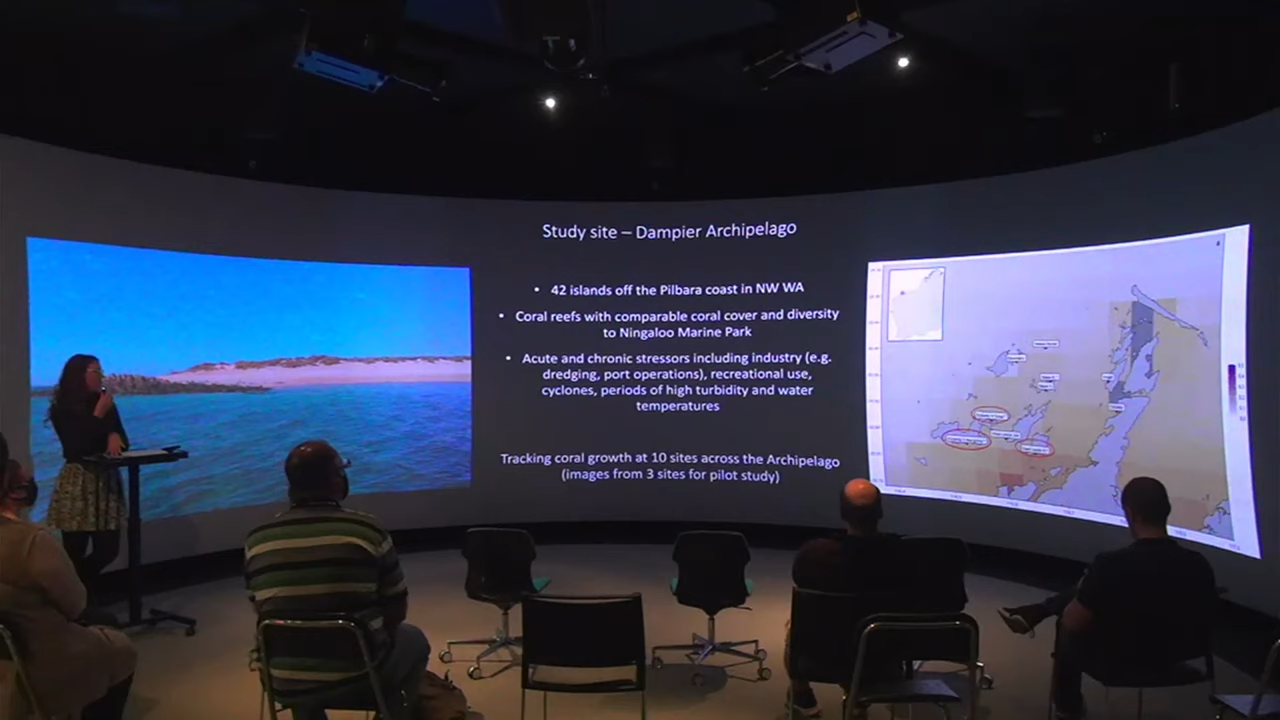 Study site – Dampier Archipelago
• 42 islands off the Pilbara coast in NW WA
• Coral reefs with comparable coral cover and diversity
to Ningaloo Marine Park
• Acute and chronic stressors including industry (e.g.
dredging, port operations), recreational use,
cyclones, periods of high turbidity and water
temperatures
Tracking coral growth at 10 sites across the Archipelago
(images from 3 sites for pilot study)